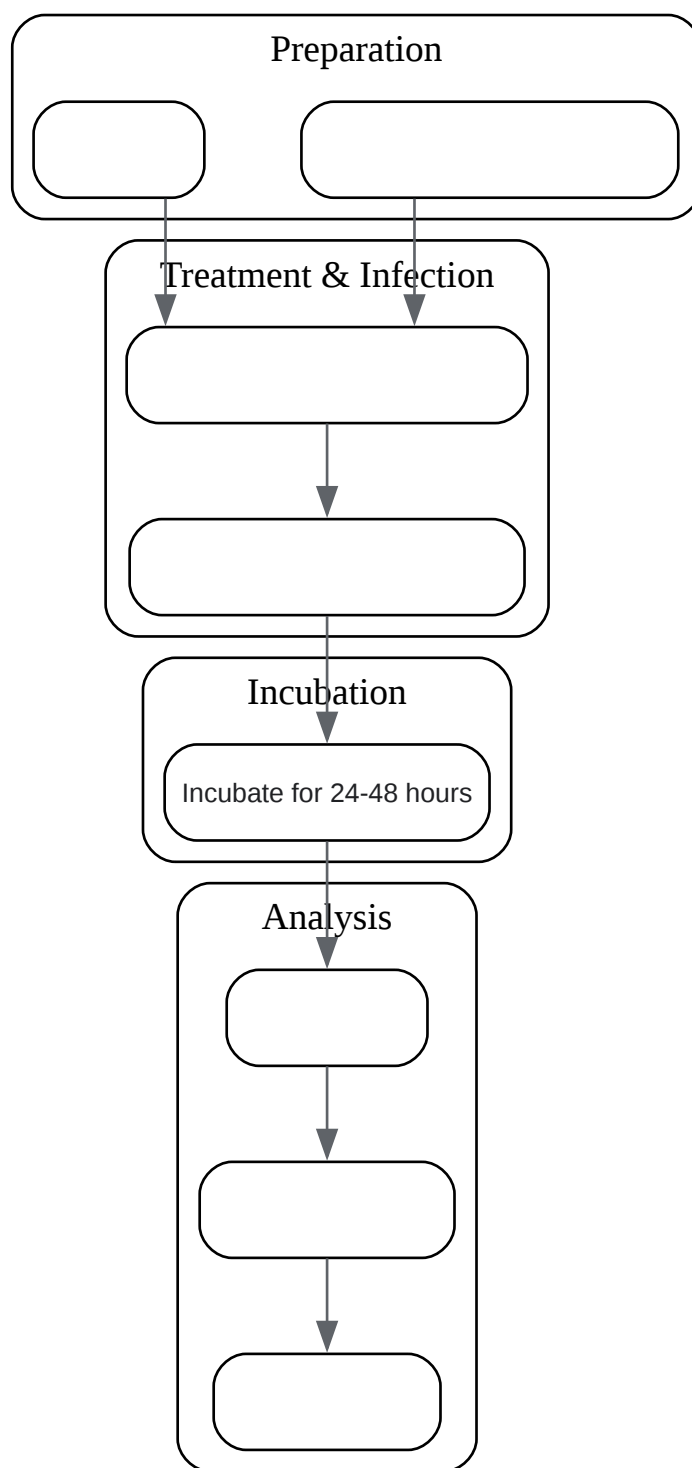 Preparation
Treatment & Infection
Incubation
Incubate for 24-48 hours
Analysis